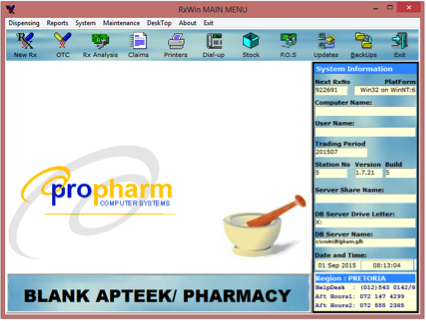 RxWin MAIN MENU
Dispensing Reports System Maintenance DeskTop About Exit
New Rx OTC Rx Analysis Claims Printers Dial-up Stock P.O.S Updates BackUps Exit
System Information
Next RxNo PlatForm
922691 Win32 on WinNT:6
Computer Name:
User Name:
Trading Period
201507
Station No Version Build
5 1.7.21 5
Server Share Name:
DB Server Drive Letter:
X:
DB Server Name:
Date and Time:
01 Sep 2015 08:13:04
Region : PRETORIA
HelpDesk : (012)543 0142/8
Aft Hours1: 072 147 4299
Aft Hours2: 072 555 2365
propharm
COMPUTER SYSTEMS
BLANK APTEEK/ PHARMACY